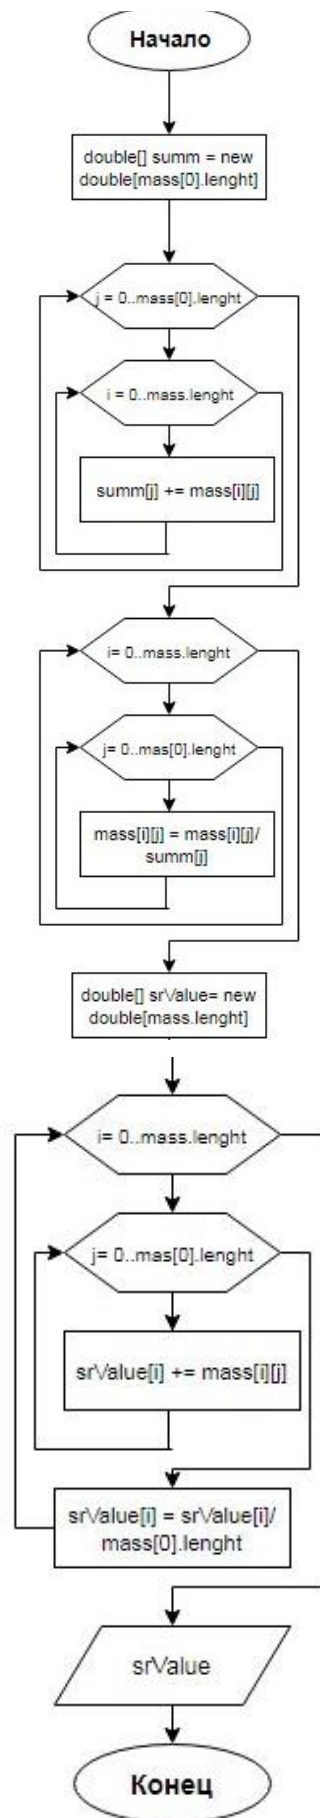 Начало
double[] summ = new
double[mass[0].lenght]
j = 0..mass[0].lenght
i = 0..mass.lenght
summ[j] += mass[i][j]
i= 0..mass.lenght
j= 0..mas[0].lenght
mass[i][j] = mass[i][j]/
summ[j]
double[] srValue= new
double[mass.lenght]
i= 0..mass.lenght
j= 0..mas[0].lenght
srValue[i] += mass[i][j]
srValue[i] = srValue[i]/
mass[0].lenght
srValue
Конец